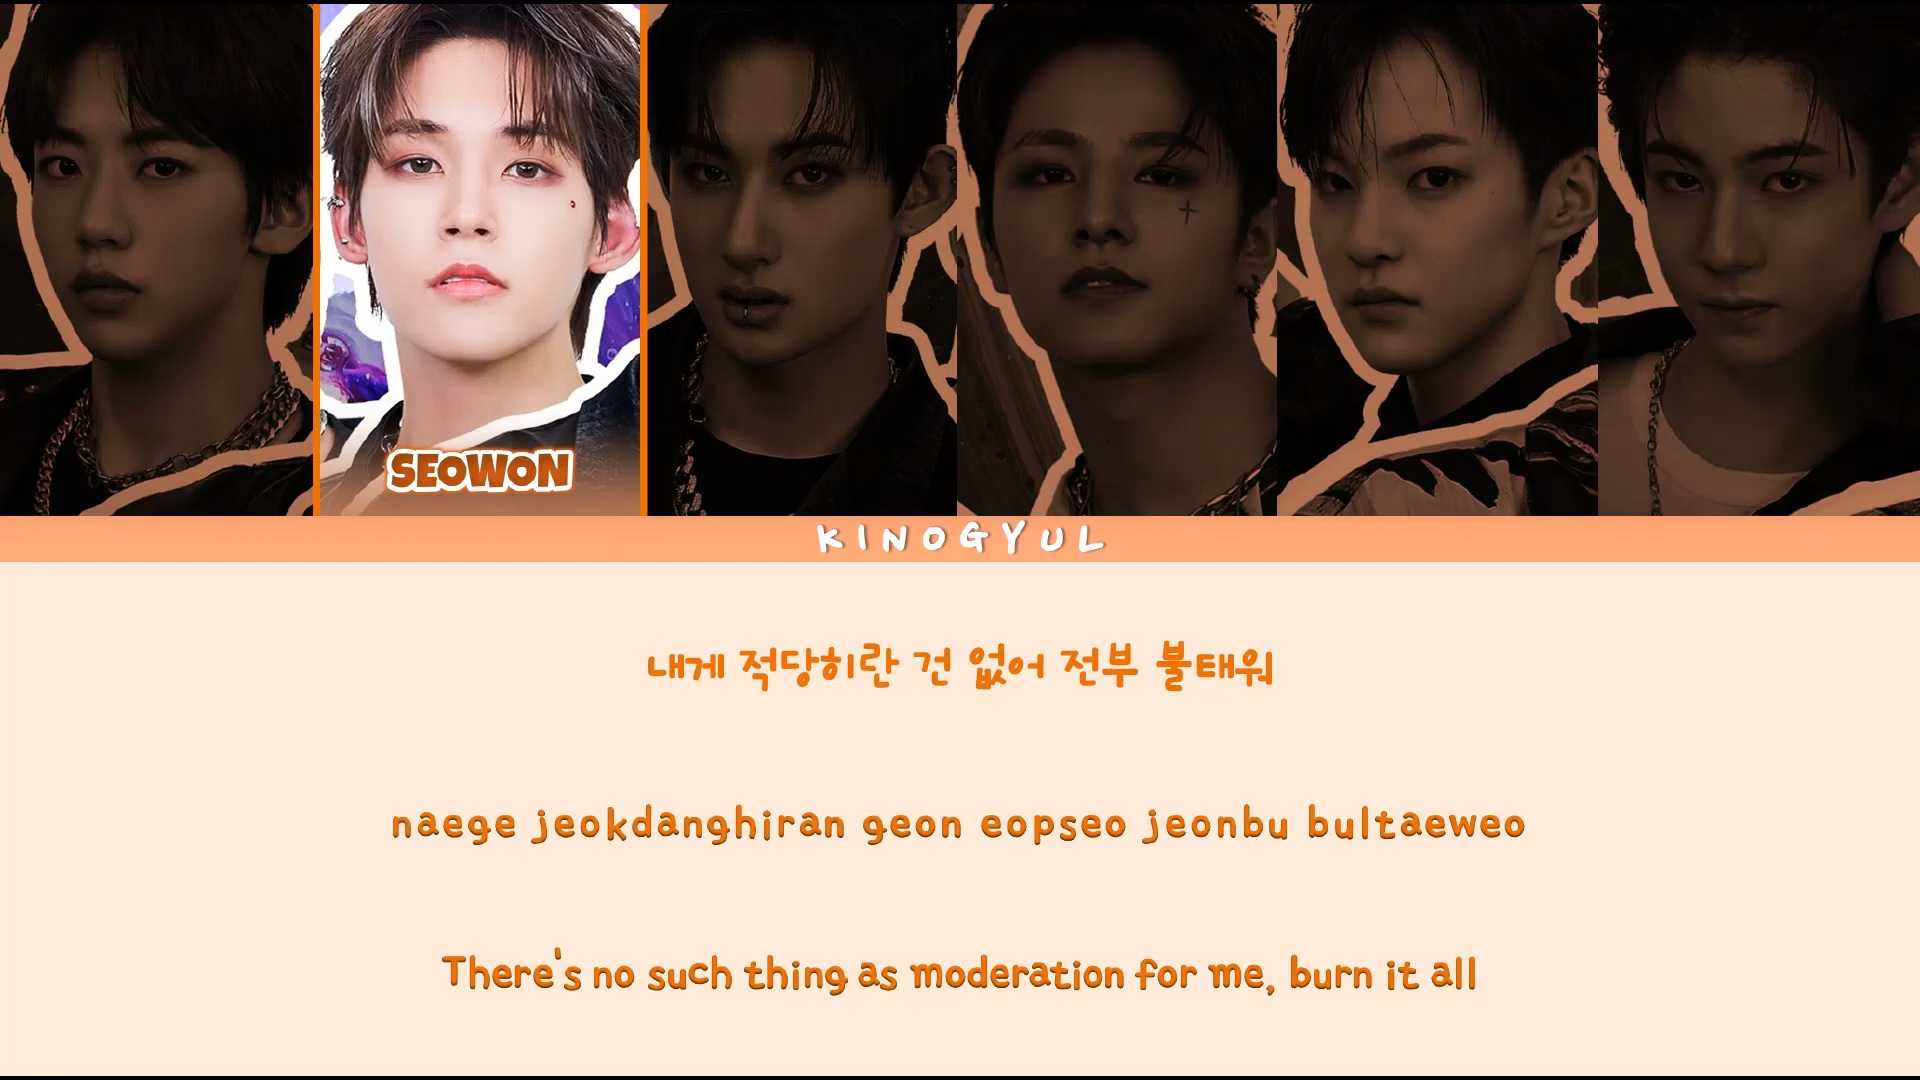 SEOWON
KINOGYUL
내게 적당히란 건 없어 전부 불태워
naege jeokdanghiran geon eopseo jeonbu bultaeweo
There's no such thing as moderation for me, burn it all